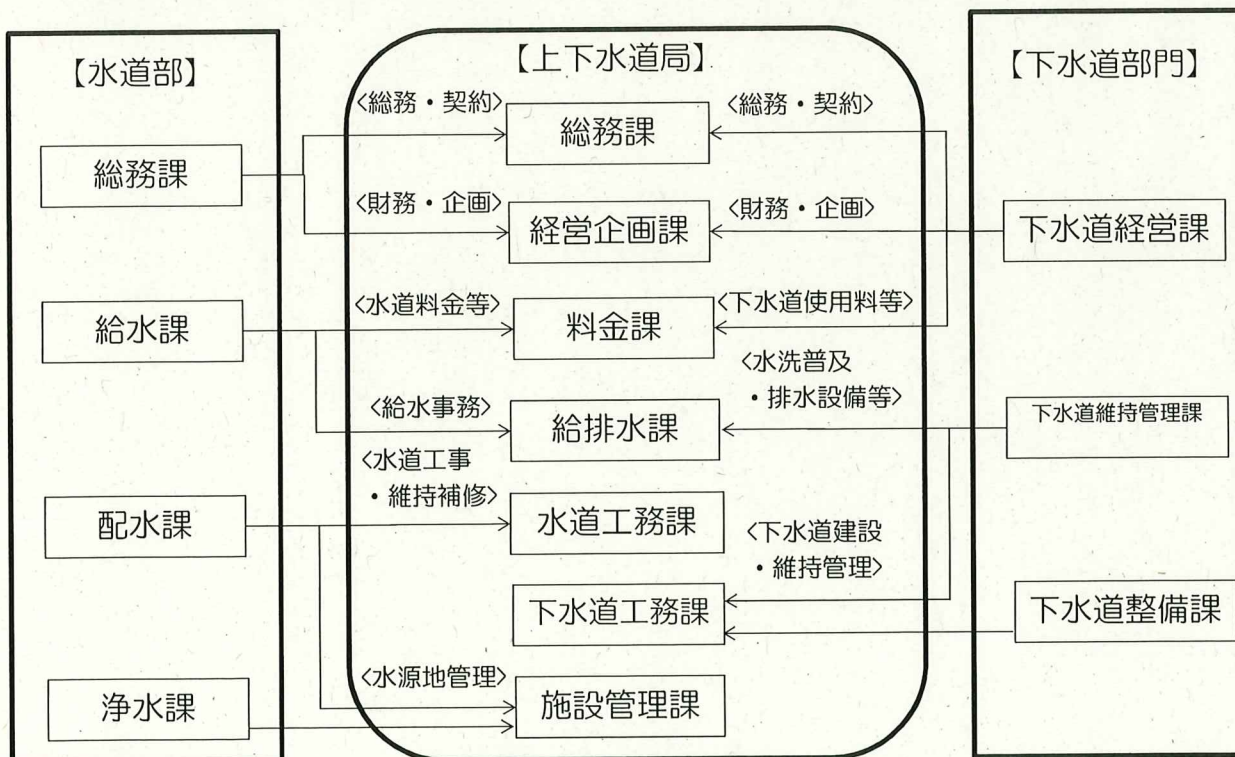 【水道部】
総務課
給水課
配水課
浄水課
【上下水道局】
<総務・契約>
総務課
<総務・契約>
<財務・企画>
経営企画課
<財務・企画>
<水道料金等>
料金課
<下水道使用料等>
<水洗普及
・排水設備等>
<給水事務>
給排水課
<水道工事
・維持補修>
水道工務課
<下水道建設
・維持管理>
下水道工務課
<水源地管理>
施設管理課
【下水道部門】
下水道経営課
下水道維持管理課
下水道整備課